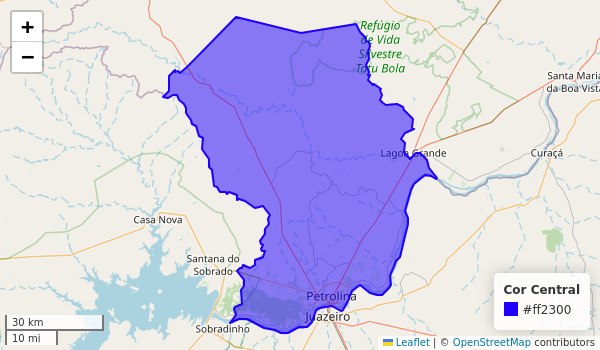 +
−
Refúgio
de Vida
Silvestre
Tatu Bola
Santa Maria
da Boa Vista
Lagoa Grande
Curaçá
Casa Nova
Santana do
Sobrado
Petrolina
Juazeiro
Sobradinho
Cor Central
#ff2300
30 km
10 mi
Leaflet | © OpenStreetMap contributors